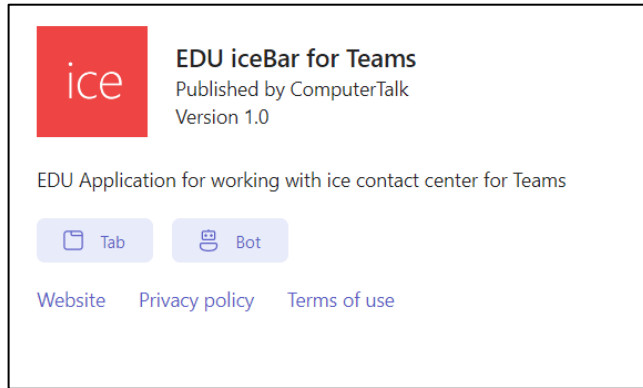 ice
EDU iceBar for Teams
Published by ComputerTalk
Version 1.0
EDU Application for working with ice contact center for Teams
Tab Bot
Website Privacy policy Terms of use